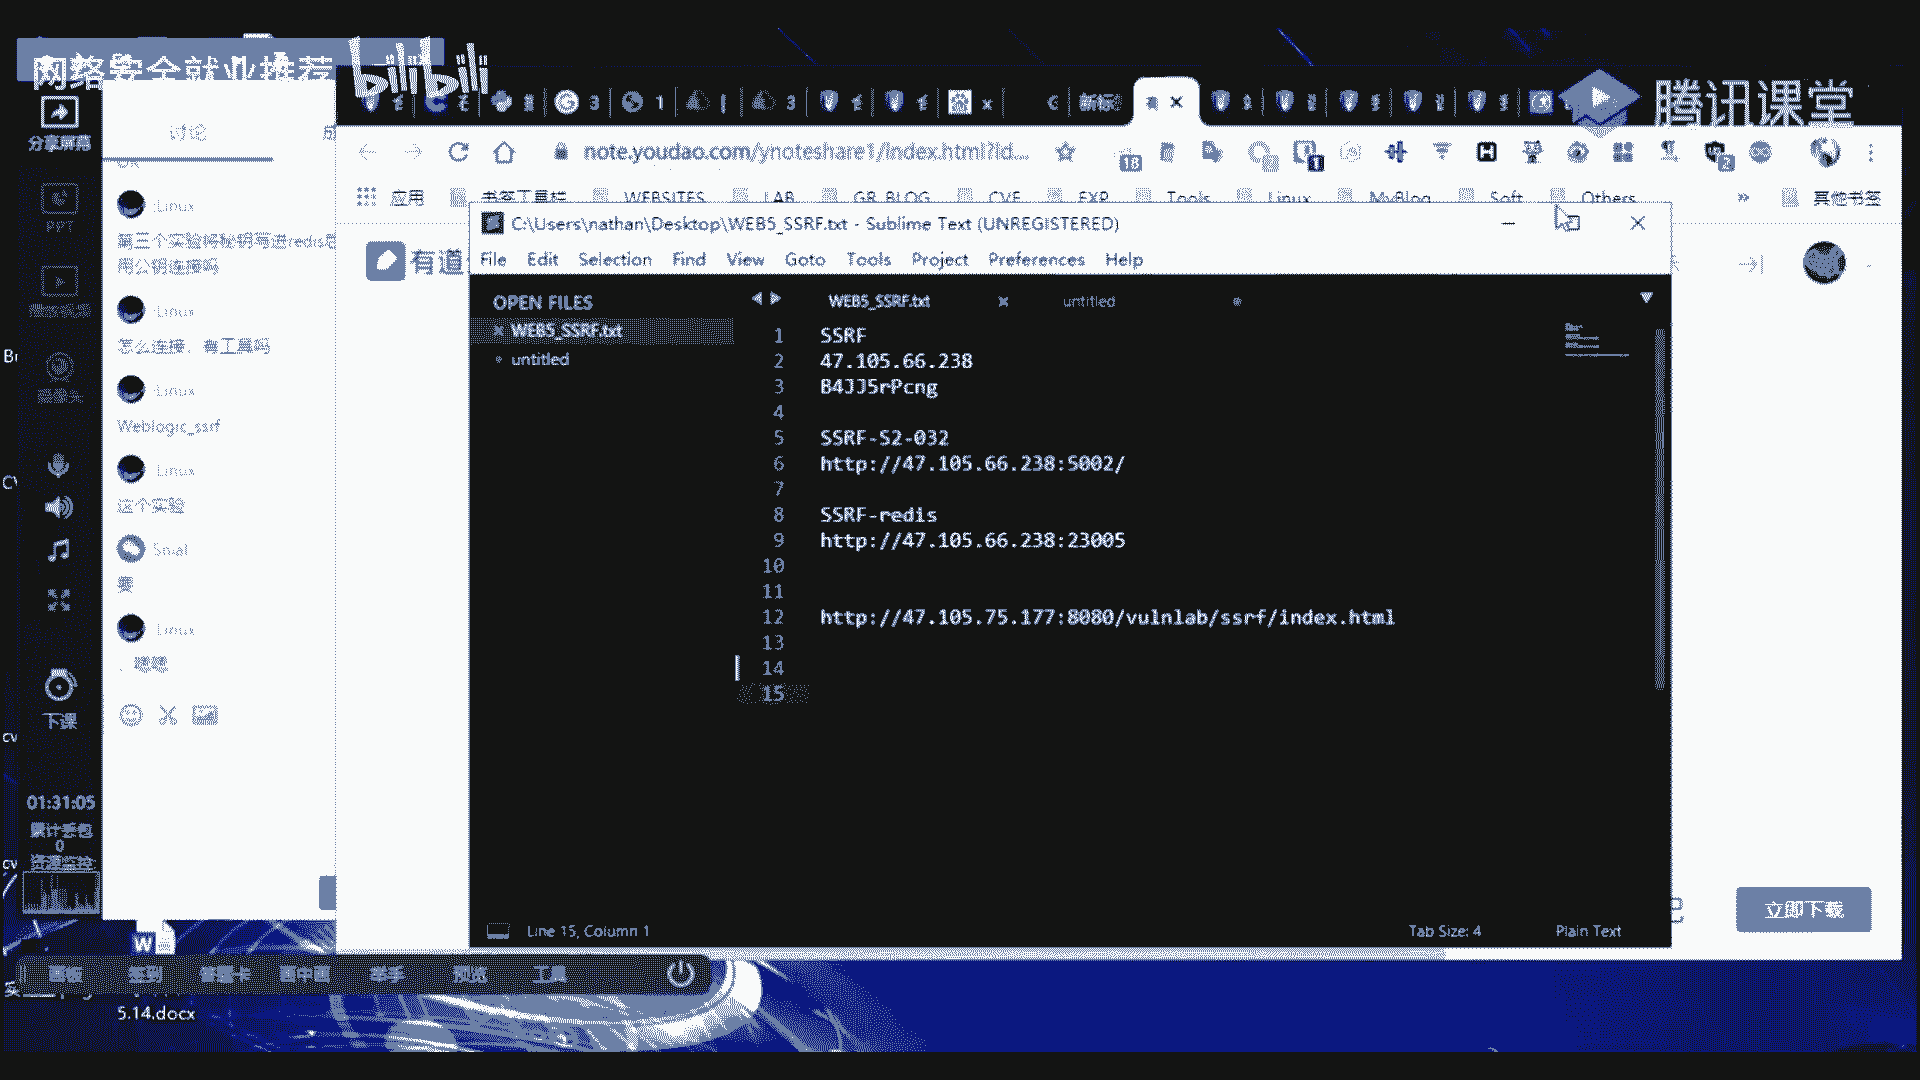 网络安全就业推荐
bilibili
腾讯课堂
分享屏幕
讨论
PPT
note.youdao.com/ynoteshare1/index.html?id...
应用
书签工具栏
WEBSITES
LAB
GR_BLOG
CVE
EXP
Tools
Linux
MyBlog
Soft
Others
其他书签
Linux
第三个实验将秘钥写进redis
用公钥连接吗
Linux
怎么连接，有工具吗
Linux
Weblogic_ssrf
Linux
这个实验
Snial
Linux
嗯嗯
有道
C:\Users\nathan\Desktop\WEB5_SSRF.txt - Sublime Text (UNREGISTERED)
File Edit Selection Find View Goto Tools Project Preferences Help
OPEN FILES
WEB5_SSRF.txt
untitled
WEB5_SSRF.txt
untitled
1 SSRF
2 47.105.66.238
3 B4JJ5rPcng
4
5 SSRF-S2-032
6 http://47.105.66.238:5002/
7
8 SSRF-redis
9 http://47.105.66.238:23005
10
11
12 http://47.105.75.177:8080/vulnlab/ssrf/index.html
13
14
15
Line 15, Column 1
Tab Size: 4
Plain Text
立即下载
下课
01:31:05
累计丢包
0
资源监控
画板 签到 答题卡 画中画 举手 预览 工具
5.14.docx